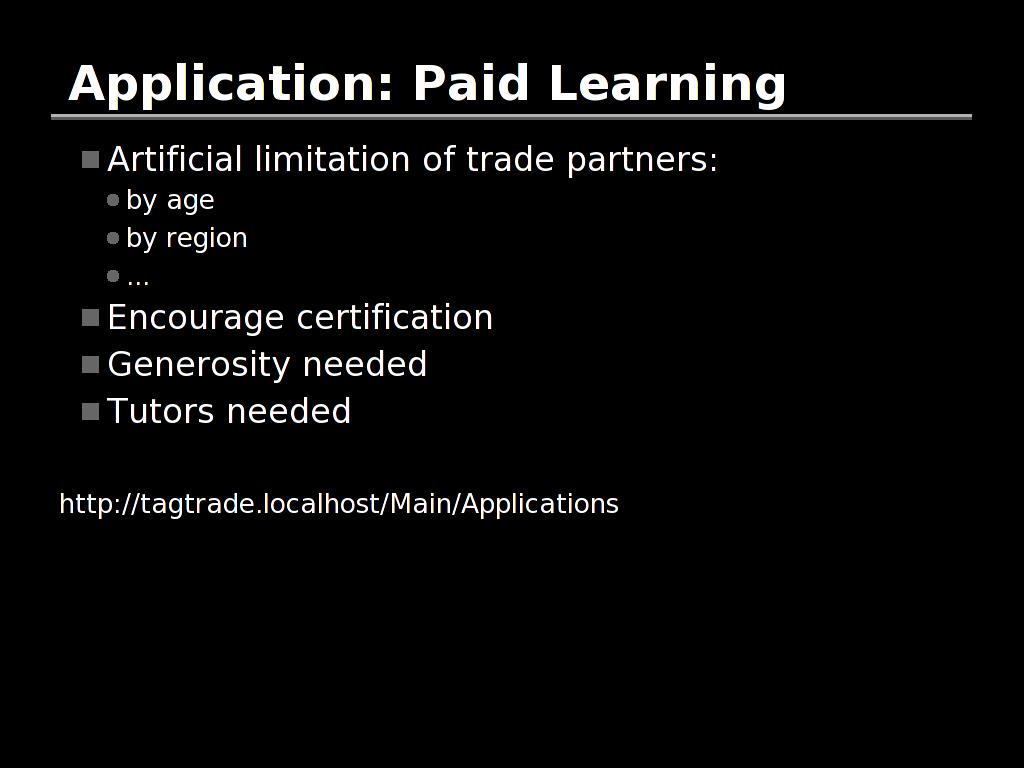 Application: Paid Learning
Artificial limitation of trade partners:
by age
by region
...
Encourage certification
Generosity needed
Tutors needed
http://tagtrade.localhost/Main/Applications